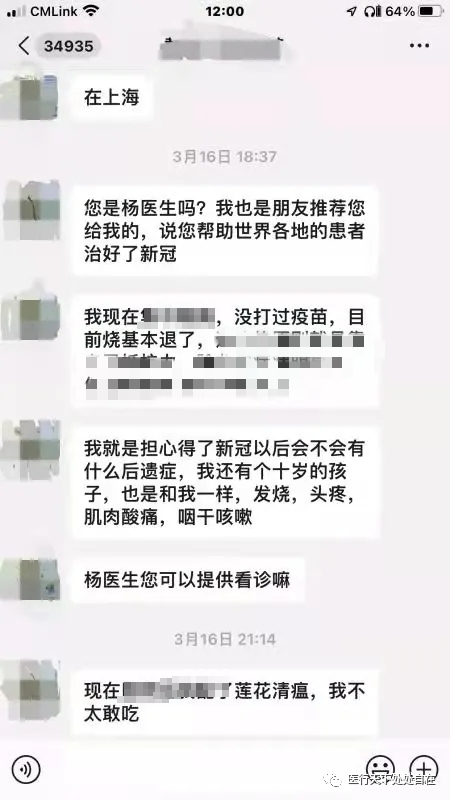 CMLink
12:00
64%
34935
在上海
3月16日 18:37
您是杨医生吗？我也是朋友推荐您
给我的，说您帮助世界各地的患者
治好了新冠
我现在，没打过疫苗，目
前烧基本退了，
我就是担心得了新冠以后会不会有
什么后遗症，我还有个十岁的孩
子，也是和我一样，发烧，头疼，
肌肉酸痛，咽干咳嗽
杨医生您可以提供看诊嘛
3月16日 21:14
现在配了莲花清瘟，我不
太敢吃
医行天下处处自在